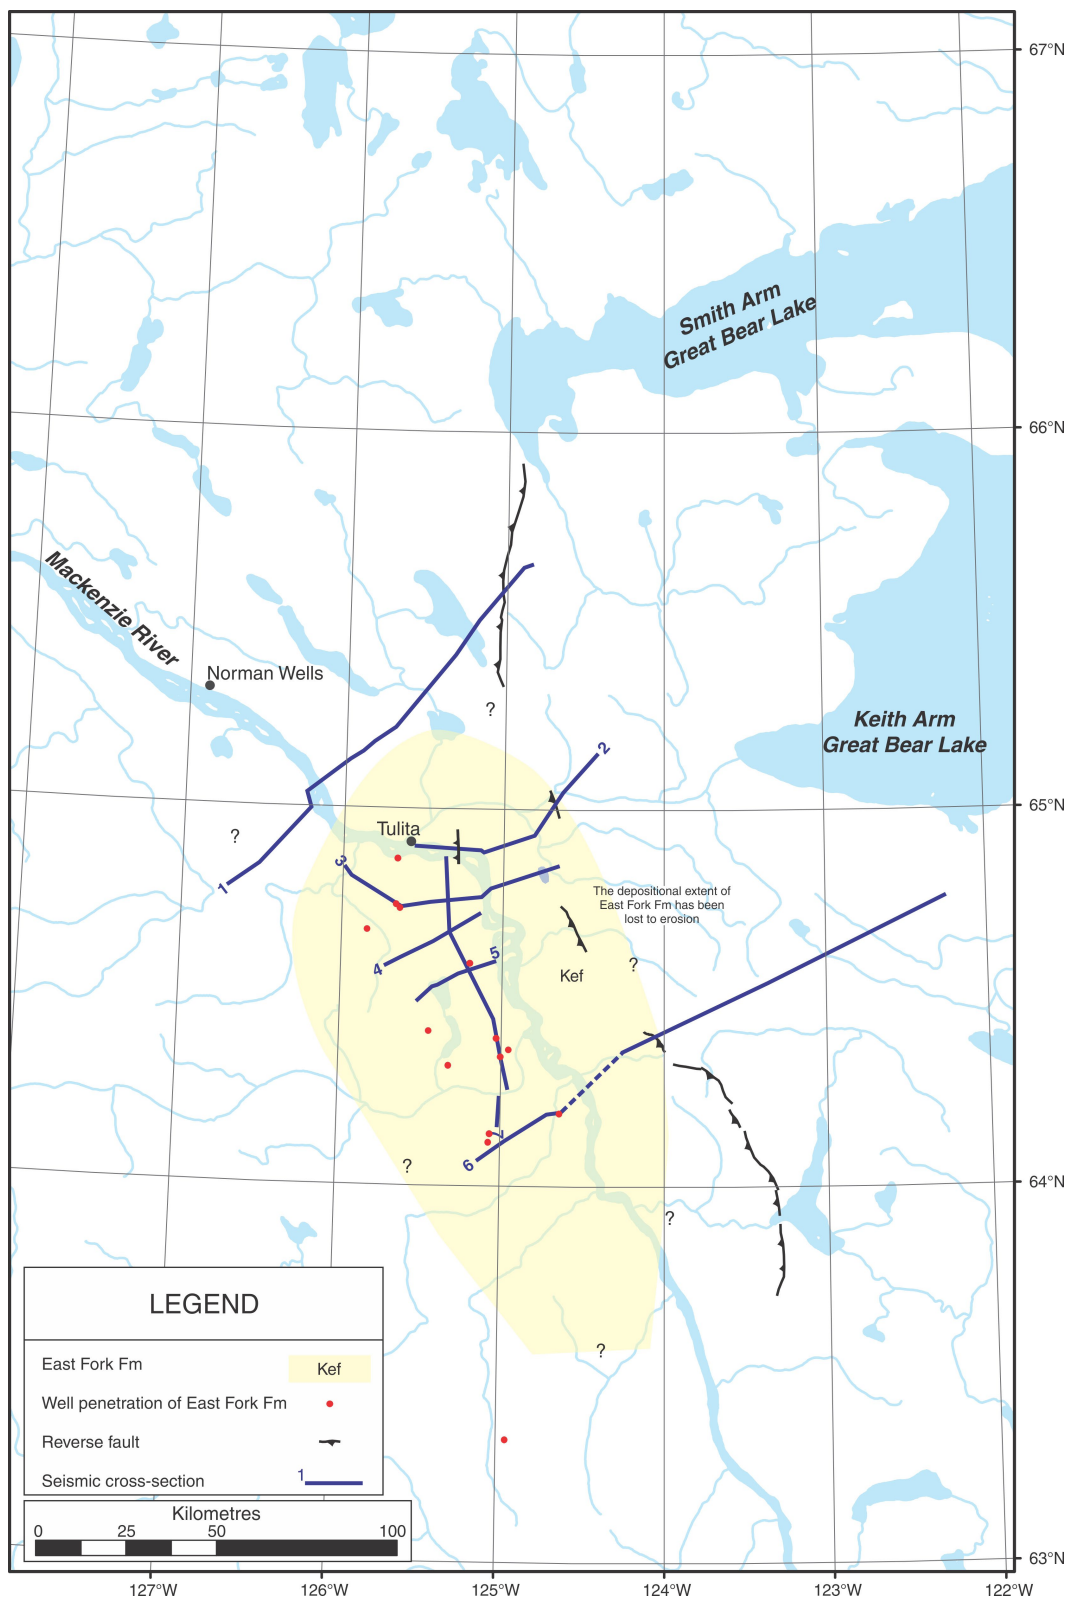 67°N
Smith Arm
Great Bear Lake
66°N
Mackenzie River
Norman Wells
?
Keith Arm
Great Bear Lake
2
65°N
?
Tulita
3
1
The depositional extent of
East Fork Fm has been
lost to erosion
5
4
Kef
?
7
6
?
64°N
?
LEGEND
?
East Fork Fm
Kef
Well penetration of East Fork Fm
Reverse fault
Seismic cross-section
1
Kilometres
0 25 50 100
63°N
127°W 126°W 125°W 124°W 123°W 122°W